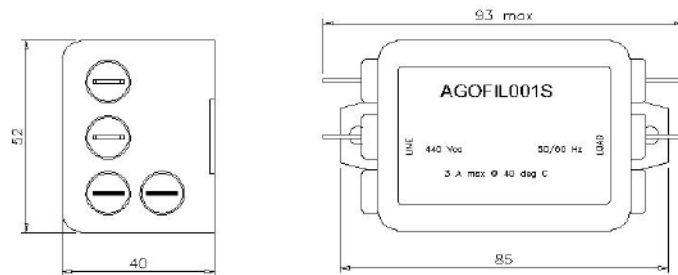 93 max
AGOFIL001S
52
LINE
440 Vac
50/60 Hz
LOAD
3 A max @ 40 deg C
40
85